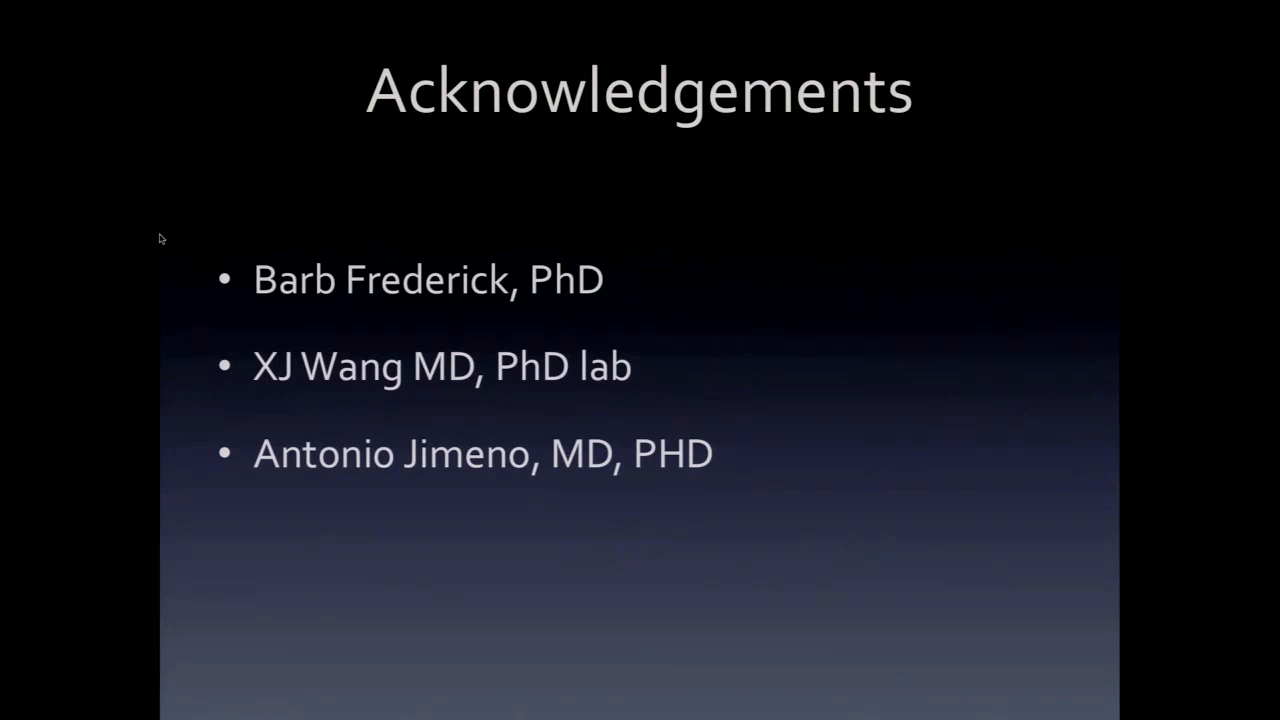 Acknowledgements
• Barb Frederick, PhD
• XJ Wang MD, PhD lab
• Antonio Jimeno, MD, PHD